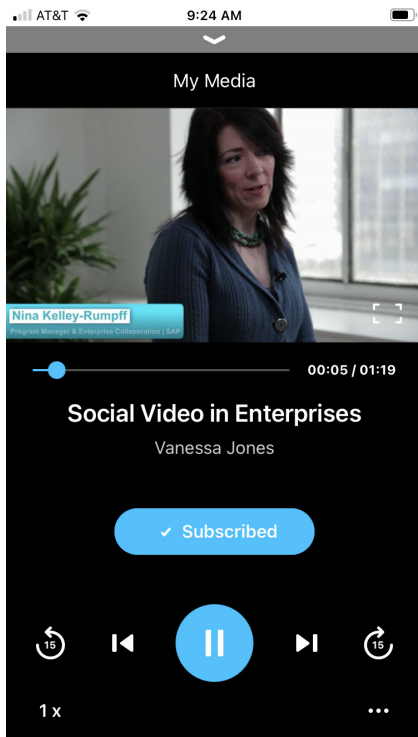 AT&T
9:24 AM
My Media
Nina Kelley-Rumpff
Program Manager & Enterprise Collaboration | SAP
00:05 / 01:19
Social Video in Enterprises
Vanessa Jones
✓ Subscribed
15
15
1 x